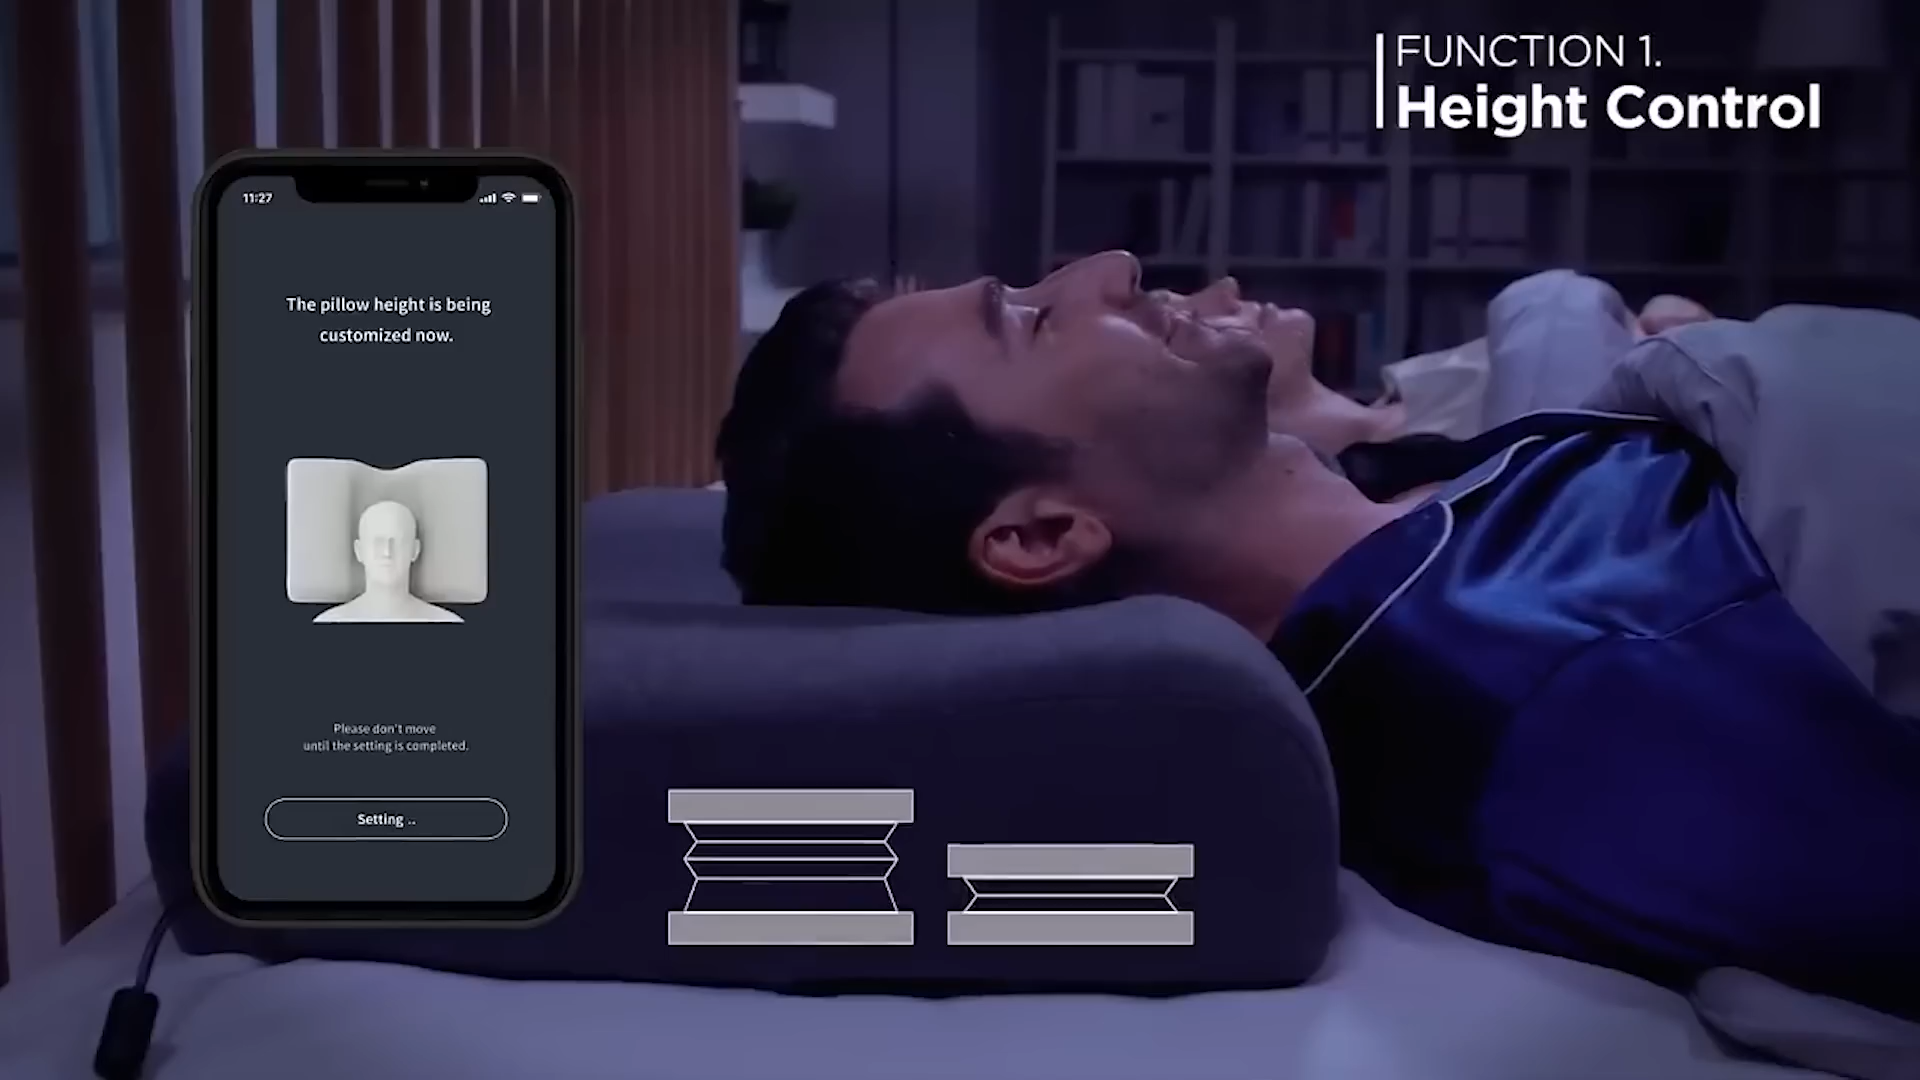 FUNCTION 1.
Height Control
11:27
The pillow height is being
customized now.
Please don't move
until the setting is completed.
Setting ..